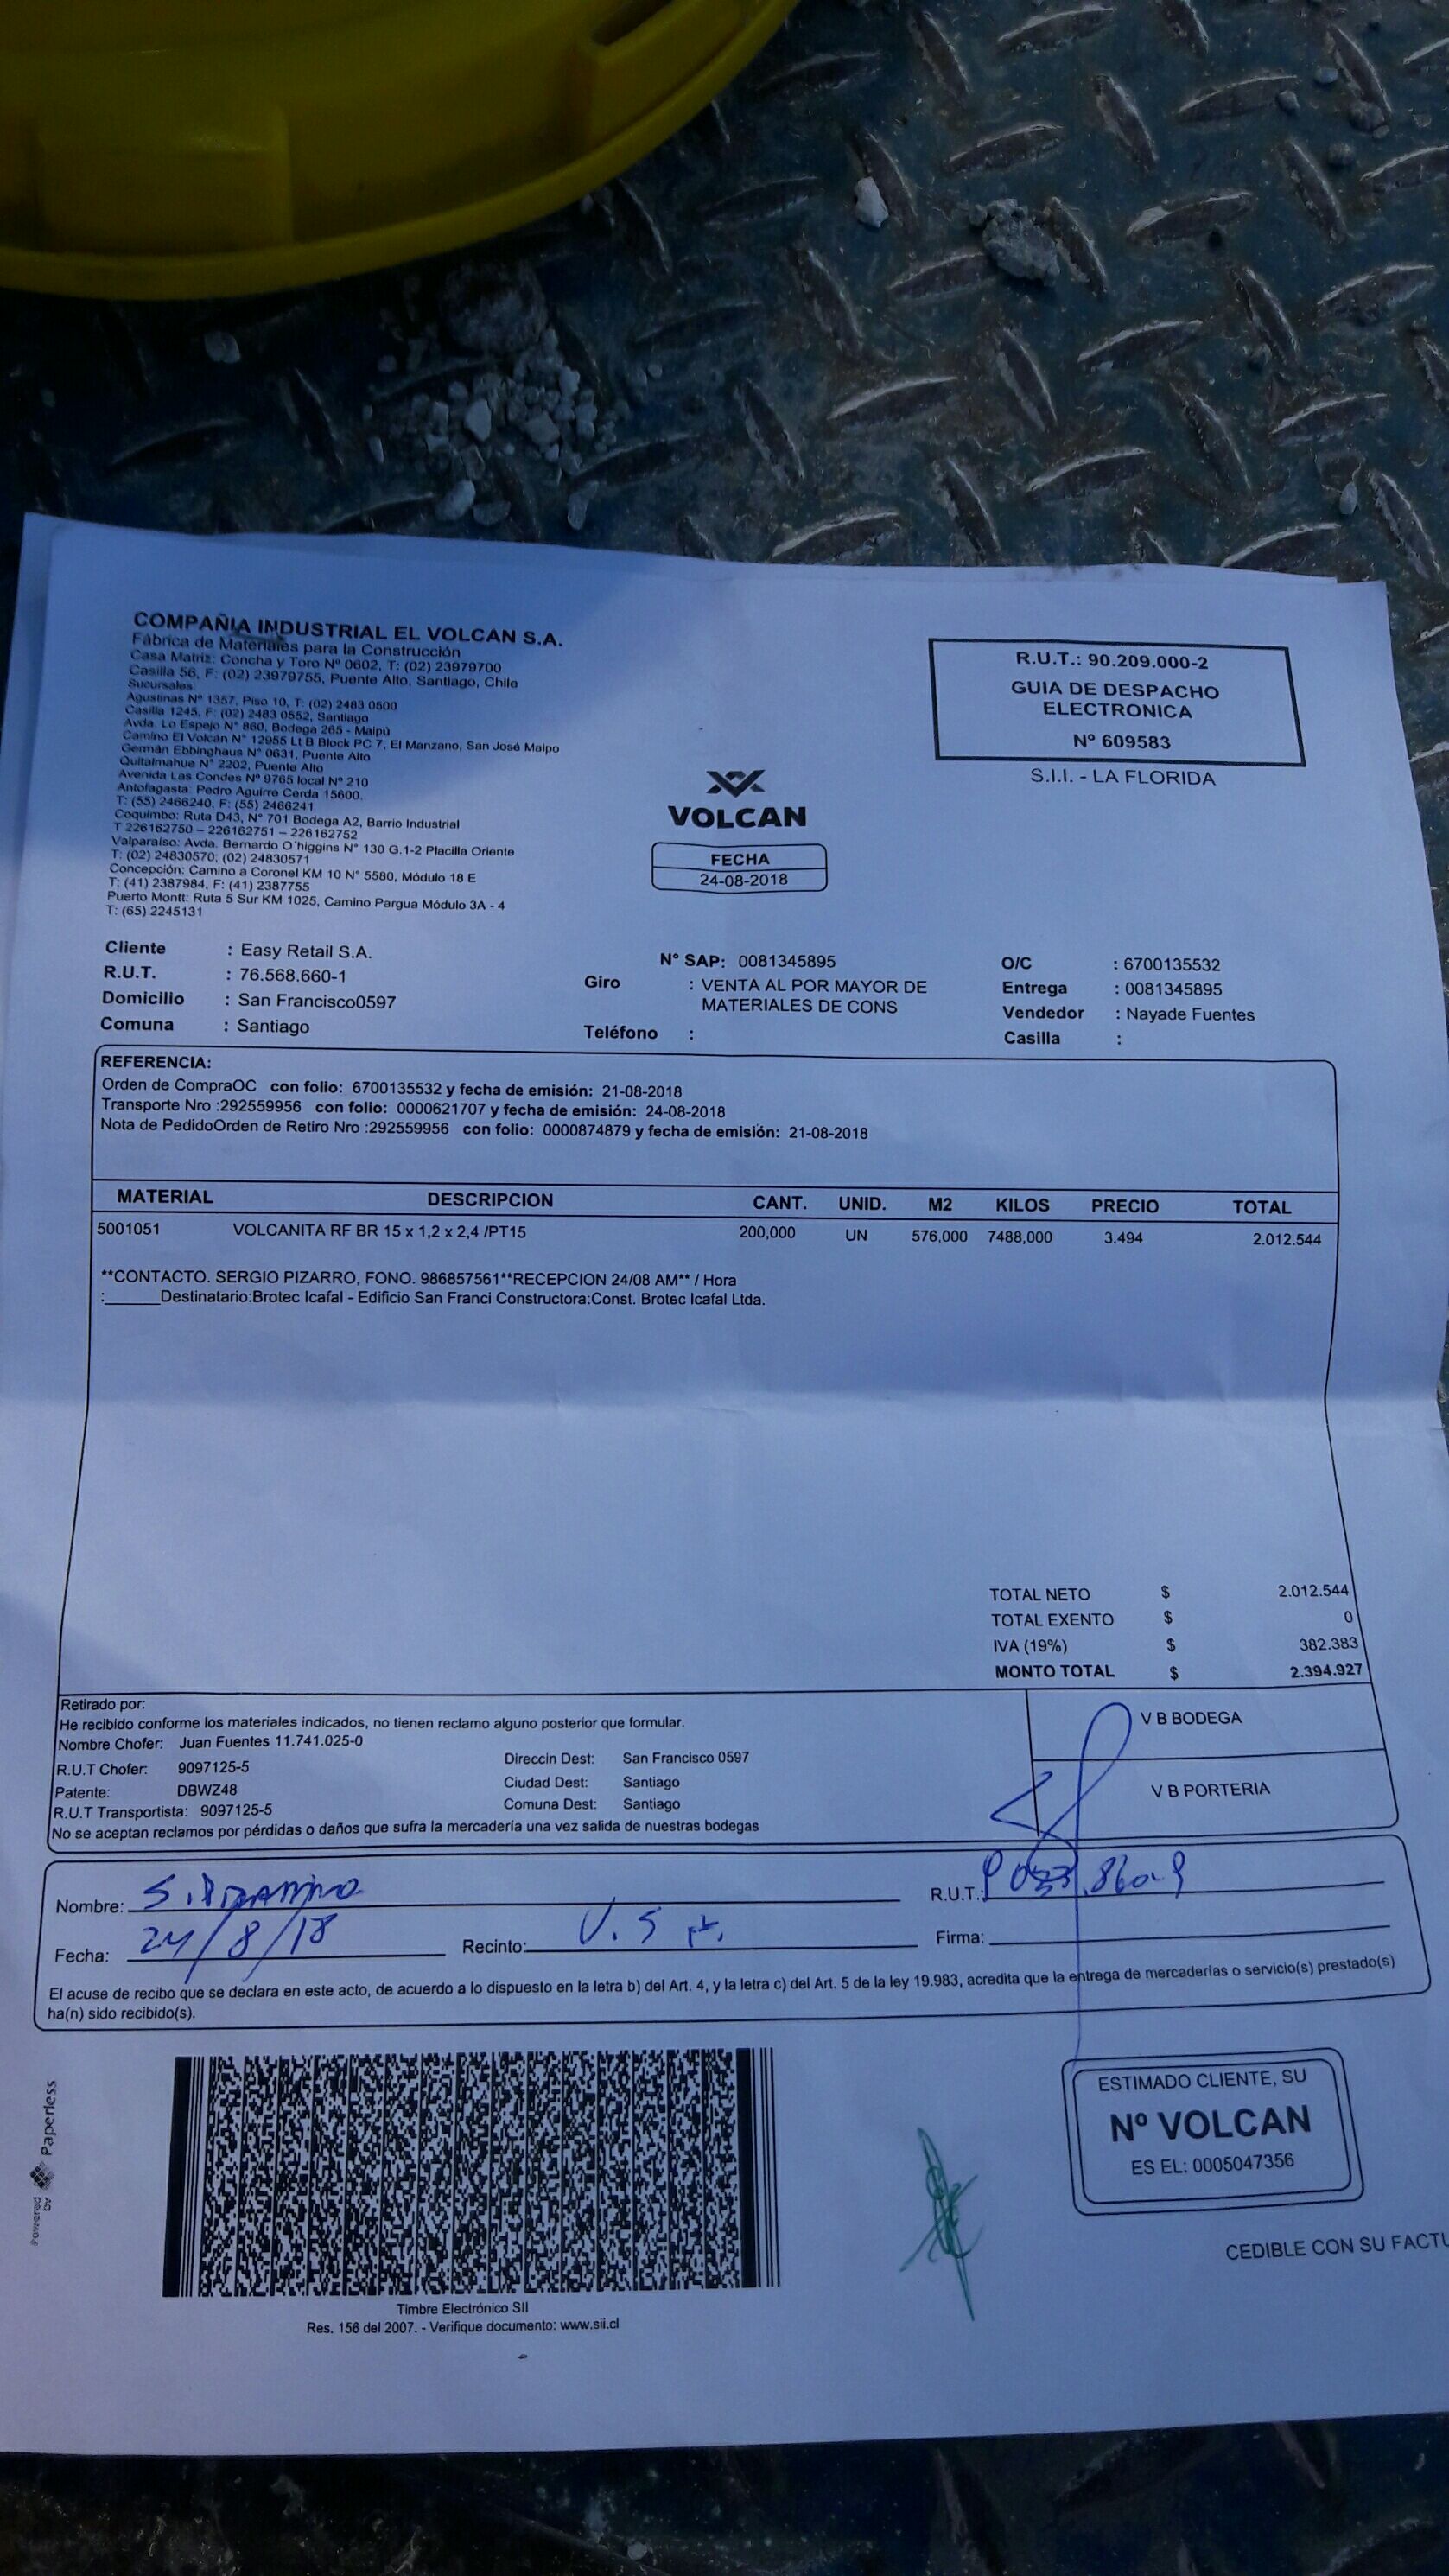 COMPAÑIA INDUSTRIAL EL VOLCAN S.A.
Fábrica de Materiales para la Construcción
Casa Matriz: Concha y Toro Nº 0602, T: (02) 23979700
Casilla 56, F: (02) 23979755, Puente Alto, Santiago, Chile
Sucursales
Agustinas Nº 1357, Piso 10, T: (02) 2483 0500
Casilla 1245, F: (02) 2483 0552, Santiago
Avda. Lo Espejo N° 860, Bodega 265 - Maipú
Camino El Volcán N° 12955 Lt B Block PC 7, El Manzano, San José Maipo
Germán Ebbinghaus N° 0631, Puente Alto
Quitalmahue N° 2202, Puente Alto
Avenida Las Condes Nº 9765 local Nº 210
Antofagasta: Pedro Aguirre Cerda 15600.
T: (55) 2466240, F: (55) 2466241
Coquimbo: Ruta D43, N° 701 Bodega A2, Barrio Industrial
T 226162750 – 226162751 – 226162752
Valparaíso: Avda. Bernardo O´higgins N° 130 G.1-2 Placilla Oriente
T: (02) 24830570; (02) 24830571
Concepción: Camino a Coronel KM 10 N° 5580, Módulo 18 E
T: (41) 2387984, F: (41) 2387755
Puerto Montt: Ruta 5 Sur KM 1025, Camino Pargua Módulo 3A - 4
T: (65) 2245131
R.U.T.: 90.209.000-2
GUIA DE DESPACHO
ELECTRONICA
Nº 609583
S.I.I. - LA FLORIDA
VOLCAN
FECHA
24-08-2018
Cliente : Easy Retail S.A.
R.U.T. : 76.568.660-1
Domicilio : San Francisco0597
Comuna : Santiago
N° SAP: 0081345895
Giro : VENTA AL POR MAYOR DE
MATERIALES DE CONS
Teléfono :
O/C : 6700135532
Entrega : 0081345895
Vendedor : Nayade Fuentes
Casilla :
REFERENCIA:
Orden de CompraOC con folio: 6700135532 y fecha de emisión: 21-08-2018
Transporte Nro :292559956 con folio: 0000621707 y fecha de emisión: 24-08-2018
Nota de PedidoOrden de Retiro Nro :292559956 con folio: 0000874879 y fecha de emisión: 21-08-2018
MATERIAL DESCRIPCION CANT. UNID. M2 KILOS PRECIO TOTAL
5001051 VOLCANITA RF BR 15 x 1,2 x 2,4 /PT15 200,000 UN 576,000 7488,000 3.494 2.012.544
**CONTACTO. SERGIO PIZARRO, FONO. 986857561**RECEPCION 24/08 AM** / Hora
:______Destinatario:Brotec Icafal - Edificio San Franci Constructora:Const. Brotec Icafal Ltda.
TOTAL NETO $ 2.012.544
TOTAL EXENTO $ 0
IVA (19%) $ 382.383
MONTO TOTAL $ 2.394.927
Retirado por:
He recibido conforme los materiales indicados, no tienen reclamo alguno posterior que formular.
Nombre Chofer: Juan Fuentes 11.741.025-0
R.U.T Chofer: 9097125-5
Patente: DBWZ48
R.U.T Transportista: 9097125-5
Direccin Dest: San Francisco 0597
Ciudad Dest: Santiago
Comuna Dest: Santiago
No se aceptan reclamos por pérdidas o daños que sufra la mercadería una vez salida de nuestras bodegas
V B BODEGA
V B PORTERIA
Nombre: S.
R.U.T.:
Fecha: 24/8/18
Recinto:
Firma:
El acuse de recibo que se declara en este acto, de acuerdo a lo dispuesto en la letra b) del Art. 4, y la letra c) del Art. 5 de la ley 19.983, acredita que la entrega de mercaderías o servicio(s) prestado(s)
ha(n) sido recibido(s).
Powered by Paperless
Timbre Electrónico SII
Res. 156 del 2007. - Verifique documento: www.sii.cl
ESTIMADO CLIENTE, SU
Nº VOLCAN
ES EL: 0005047356
CEDIBLE CON SU FACTU